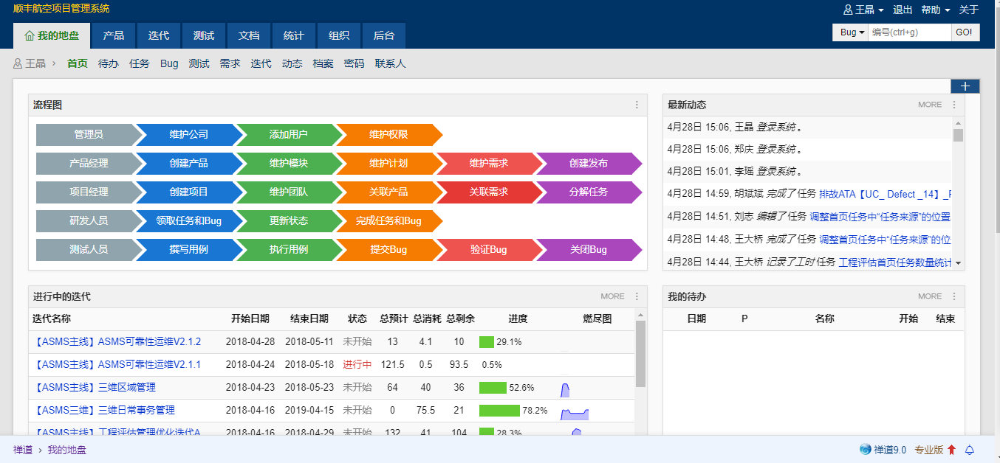 顺丰航空项目管理系统
王晶 退出 帮助 关于
我的地盘 产品 迭代 测试 文档 统计 组织 后台
Bug 编号(ctrl+g) GO!
王晶 › 首页 待办 任务 Bug 测试 需求 迭代 动态 档案 密码 联系人
流程图
管理员 维护公司 添加用户 维护权限
产品经理 创建产品 维护模块 维护计划 维护需求 创建发布
项目经理 创建项目 维护团队 关联产品 关联需求 分解任务
研发人员 领取任务和Bug 更新状态 完成任务和Bug
测试人员 撰写用例 执行用例 提交Bug 验证Bug 关闭Bug
最新动态 MORE
4月28日 15:06, 王晶 登录系统。
4月28日 15:06, 郑庆 登录系统。
4月28日 15:01, 李瑶 登录系统。
4月28日 14:59, 胡斌斌 完成了任务 排故ATA【UC_ Defect _14】_F
4月28日 14:51, 刘志 编辑了任务 调整首页任务中“任务来源”的位置
4月28日 14:48, 王大桥 完成了任务 调整首页任务中“任务来源”的位
4月28日 14:44, 王大桥 记录了工时 任务 工程评估首页任务数量统计
进行中的迭代 MORE
迭代名称 开始日期 结束日期 状态 总预计 总消耗 总剩余 进度 燃尽图
【ASMS主线】ASMS可靠性运维V2.1.2 2018-04-28 2018-05-11 未开始 13 4.1 10 29.1%
【ASMS主线】ASMS可靠性运维V2.1.1 2018-04-24 2018-05-18 进行中 121.5 0.5 93.5 0.5%
【ASMS主线】三维区域管理 2018-04-23 2018-05-23 未开始 64 40 36 52.6%
【ASMS三维】三维日常事务管理 2018-04-16 2019-04-15 未开始 0 75.5 21 78.2%
【ASMS主线】工程评估管理优化迭代A 2018-04-16 2018-04-29 未开始 132 41 104 28.3%
我的待办 MORE
日期 P 名称 开始 结束
禅道 › 我的地盘
禅道9.0 专业版